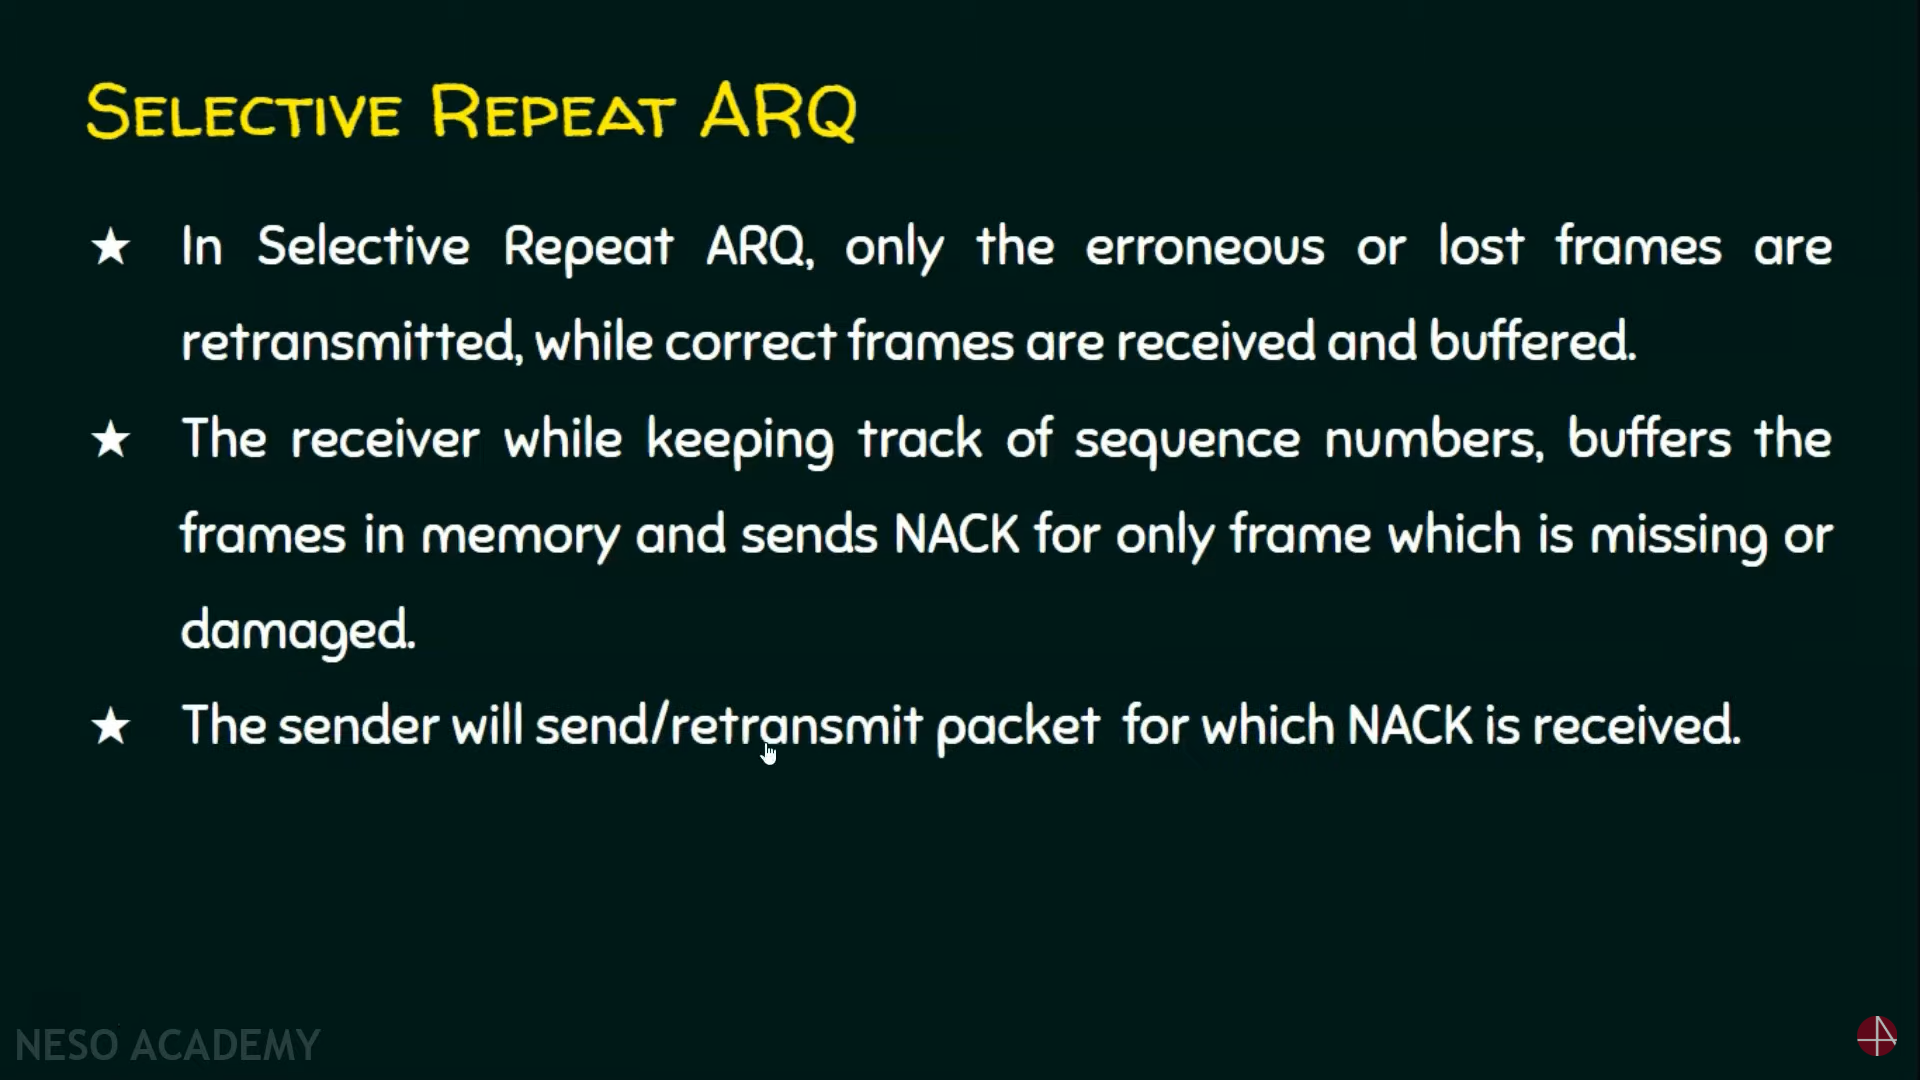 Selective Repeat ARQ
★ In Selective Repeat ARQ, only the erroneous or lost frames are
retransmitted, while correct frames are received and buffered.
★ The receiver while keeping track of sequence numbers, buffers the
frames in memory and sends NACK for only frame which is missing or
damaged.
★ The sender will send/retransmit packet for which NACK is received.
NESO ACADEMY